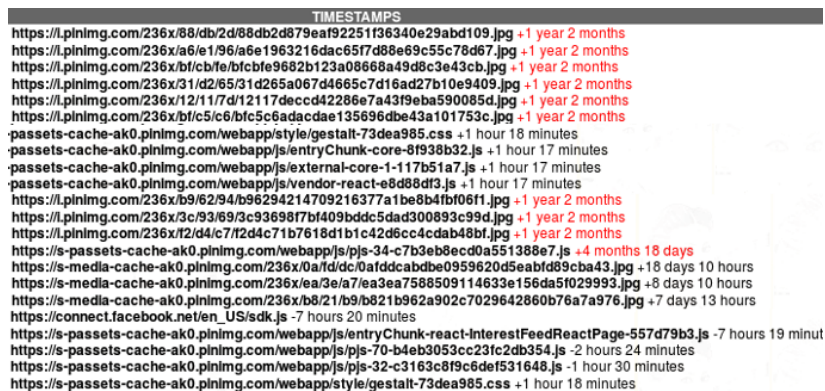 TIMESTAMPS
https://i.pinimg.com/236x/88/db/2d/88db2d879eaf92251f36340e29abd109.jpg +1 year 2 months
https://i.pinimg.com/236x/a6/e1/96/a6e1963216dac65f7d88e69c55c78d67.jpg +1 year 2 months
https://i.pinimg.com/236x/bf/cb/fe/bfcbfe9682b123a08668a49d8c3e43cb.jpg +1 year 2 months
https://i.pinimg.com/236x/31/d2/65/31d265a067d4665c7d16ad27b10e9409.jpg +1 year 2 months
https://i.pinimg.com/236x/12/11/7d/12117deccd42286e7a43f9eba590085d.jpg +1 year 2 months
https://i.pinimg.com/236x/bf/c5/c6/bfc5c6adacdae135696dbe43a101753c.jpg +1 year 2 months
-passets-cache-ak0.pinimg.com/webapp/style/gestalt-73dea985.css +1 hour 18 minutes
-passets-cache-ak0.pinimg.com/webapp/js/entryChunk-core-8f938b32.js +1 hour 17 minutes
-passets-cache-ak0.pinimg.com/webapp/js/external-core-1-117b51a7.js +1 hour 17 minutes
-passets-cache-ak0.pinimg.com/webapp/js/vendor-react-e8d88df3.js +1 hour 17 minutes
https://i.pinimg.com/236x/b9/62/94/b96294214709216377a1be8b4fbf06f1.jpg +1 year 2 months
https://i.pinimg.com/236x/3c/93/69/3c93698f7bf409bddc5dad300893c99d.jpg +1 year 2 months
https://i.pinimg.com/236x/f2/d4/c7/f2d4c71b7618d1b1c42d6cc4cdab48bf.jpg +1 year 2 months
https://s-passets-cache-ak0.pinimg.com/webapp/js/pjs-34-c7b3eb8ecd0a551388e7.js +4 months 18 days
https://s-media-cache-ak0.pinimg.com/236x/0a/fd/dc/0afddcabdbe0959620d5eabfd89cba43.jpg +18 days 10 hours
https://s-media-cache-ak0.pinimg.com/236x/ea/3e/a7/ea3ea7588509114633e156da5f029993.jpg +8 days 10 hours
https://s-media-cache-ak0.pinimg.com/236x/b8/21/b9/b821b962a902c7029642860b76a7a976.jpg +7 days 13 hours
https://connect.facebook.net/en_US/sdk.js -7 hours 20 minutes
https://s-passets-cache-ak0.pinimg.com/webapp/js/entryChunk-react-InterestFeedReactPage-557d79b3.js -7 hours 19 minut
https://s-passets-cache-ak0.pinimg.com/webapp/js/pjs-70-b4eb3053cc23fc2db354.js -2 hours 24 minutes
https://s-passets-cache-ak0.pinimg.com/webapp/js/pjs-32-c3163c8f9c6def531648.js -1 hour 30 minutes
https://s-passets-cache-ak0.pinimg.com/webapp/style/gestalt-73dea985.css +1 hour 18 minutes